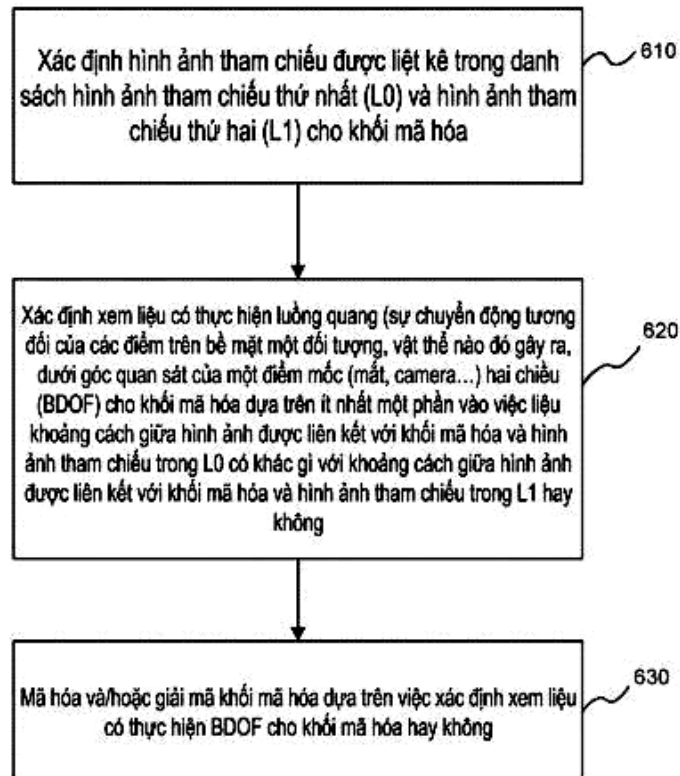 Xác định hình ảnh tham chiếu được liệt kê trong danh
sách hình ảnh tham chiếu thứ nhất (L0) và hình ảnh tham
chiếu thứ hai (L1) cho khối mã hóa
610
Xác định xem liệu có thực hiện luồng quang (sự chuyển động tương
đối của các điểm trên bề mặt một đối tượng, vật thể nào đó gây ra,
dưới góc quan sát của một điểm mốc (mắt, camera...) hai chiều
(BDOF) cho khối mã hóa dựa trên ít nhất một phần vào việc liệu
khoảng cách giữa hình ảnh được liên kết với khối mã hóa và hình
ảnh tham chiếu trong L0 có khác gì với khoảng cách giữa hình ảnh
được liên kết với khối mã hóa và hình ảnh tham chiếu trong L1 hay
không
620
Mã hóa và/hoặc giải mã khối mã hóa dựa trên việc xác định xem liệu
có thực hiện BDOF cho khối mã hóa hay không
630